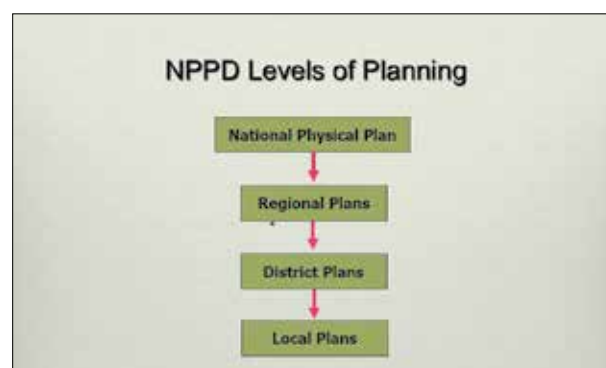 NPPD Levels of Planning
National Physical Plan
Regional Plans
District Plans
Local Plans